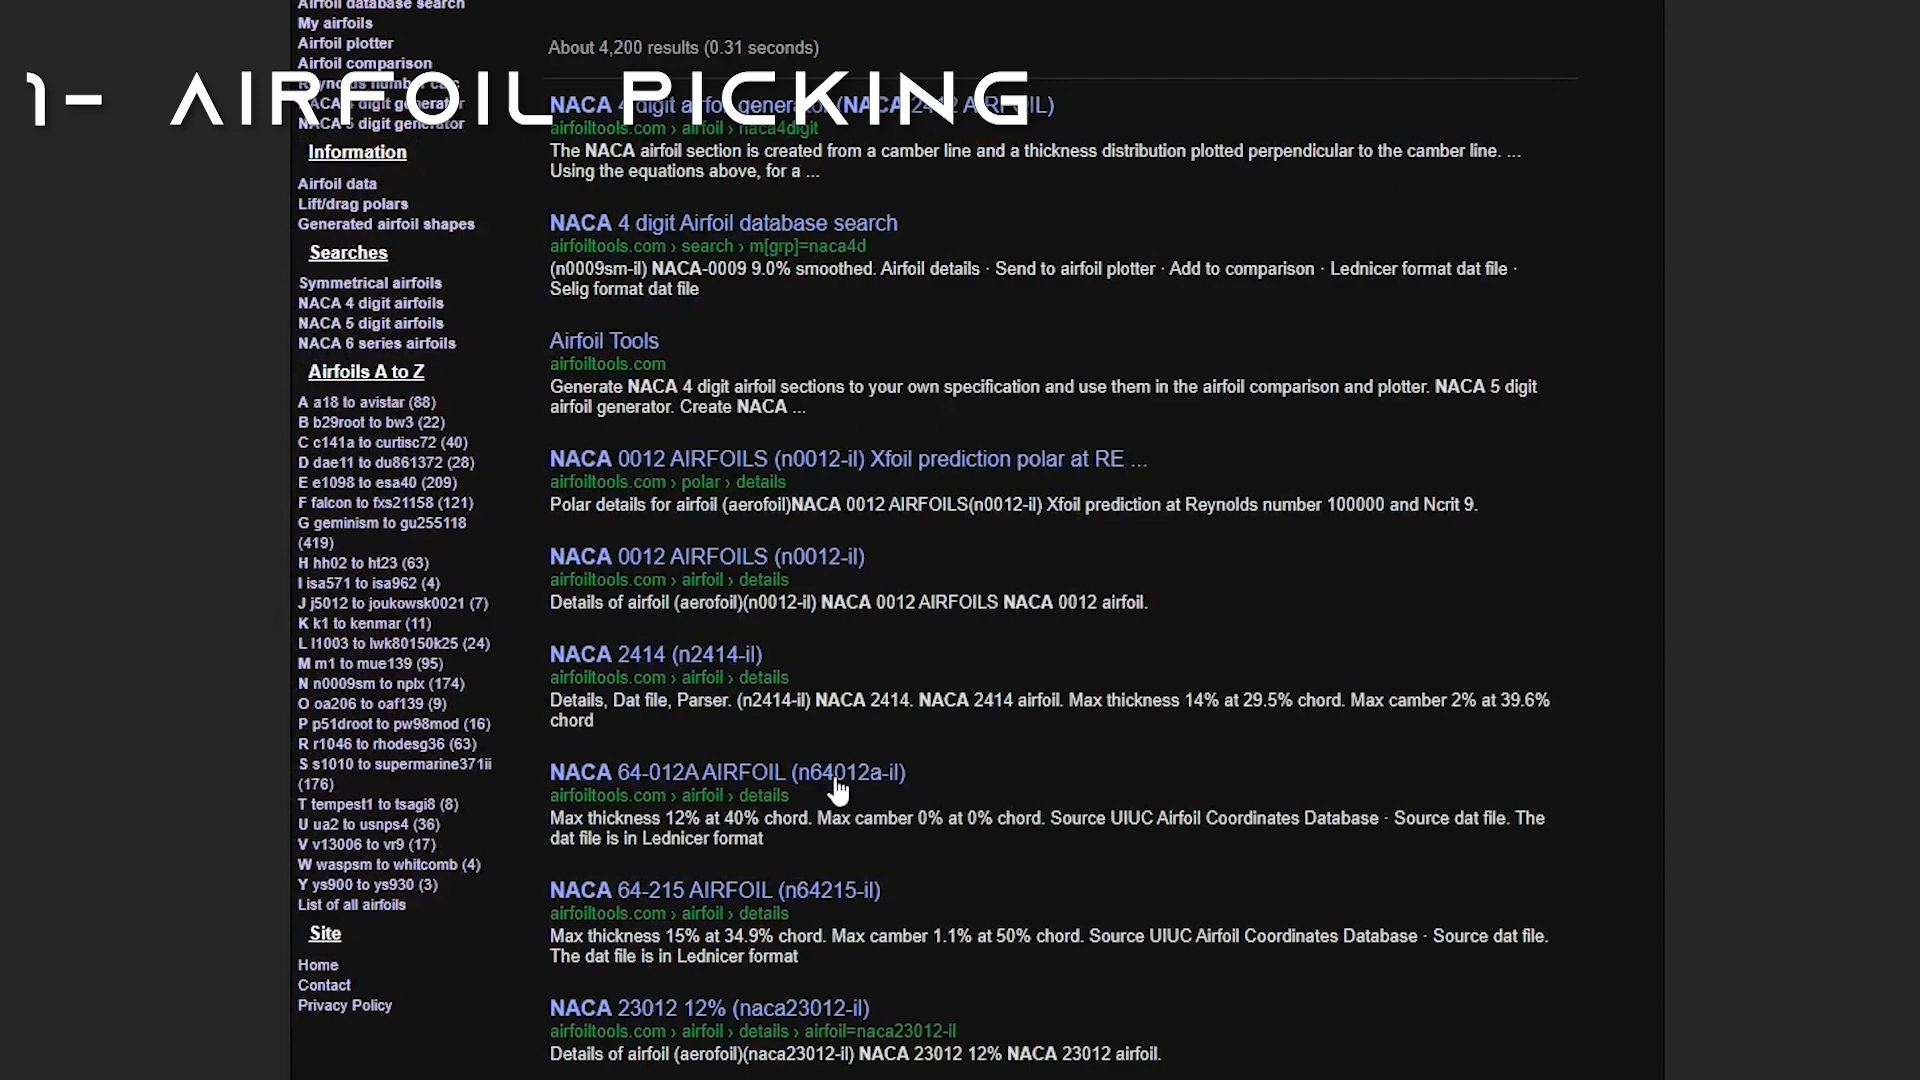 Airfoil database search
My airfoils
Airfoil plotter
Airfoil comparison
NACA 5 digit generator
Information
Airfoil data
Lift/drag polars
Generated airfoil shapes
Searches
Symmetrical airfoils
NACA 4 digit airfoils
NACA 5 digit airfoils
NACA 6 series airfoils
Airfoils A to Z
A a18 to avistar (88)
B b29root to bw3 (22)
C c141a to curtisc72 (40)
D dae11 to du861372 (28)
E e1098 to esa40 (209)
F falcon to fxs21158 (121)
G geminism to gu255118
(419)
H hh02 to ht23 (63)
I isa571 to isa962 (4)
J j5012 to joukowsk0021 (7)
K k1 to kenmar (11)
L l1003 to lwk80150k25 (24)
M m1 to mue139 (95)
N n0009sm to nplx (174)
O oa206 to oaf139 (9)
P p51droot to pw98mod (16)
R r1046 to rhodesg36 (63)
S s1010 to supermarine371ii
(176)
T tempest1 to tsagi8 (8)
U ua2 to usnps4 (36)
V v13006 to vr9 (17)
W waspsm to whitcomb (4)
Y ys900 to ys930 (3)
List of all airfoils
Site
Home
Contact
Privacy Policy
1- AIRFOIL PICKING
About 4,200 results (0.31 seconds)
NACA 4 digit airfoil generator (NACA 2412 AIRFOIL)
airfoiltools.com › airfoil › naca4digit
The NACA airfoil section is created from a camber line and a thickness distribution plotted perpendicular to the camber line. ...
Using the equations above, for a ...
NACA 4 digit Airfoil database search
airfoiltools.com › search › m[grp]=naca4d
(n0009sm-il) NACA-0009 9.0% smoothed. Airfoil details · Send to airfoil plotter · Add to comparison · Lednicer format dat file ·
Selig format dat file
Airfoil Tools
airfoiltools.com
Generate NACA 4 digit airfoil sections to your own specification and use them in the airfoil comparison and plotter. NACA 5 digit
airfoil generator. Create NACA ...
NACA 0012 AIRFOILS (n0012-il) Xfoil prediction polar at RE ...
airfoiltools.com › polar › details
Polar details for airfoil (aerofoil)NACA 0012 AIRFOILS(n0012-il) Xfoil prediction at Reynolds number 100000 and Ncrit 9.
NACA 0012 AIRFOILS (n0012-il)
airfoiltools.com › airfoil › details
Details of airfoil (aerofoil)(n0012-il) NACA 0012 AIRFOILS NACA 0012 airfoil.
NACA 2414 (n2414-il)
airfoiltools.com › airfoil › details
Details, Dat file, Parser. (n2414-il) NACA 2414. NACA 2414 airfoil. Max thickness 14% at 29.5% chord. Max camber 2% at 39.6%
chord
NACA 64-012A AIRFOIL (n64012a-il)
airfoiltools.com › airfoil › details
Max thickness 12% at 40% chord. Max camber 0% at 0% chord. Source UIUC Airfoil Coordinates Database · Source dat file. The
dat file is in Lednicer format
NACA 64-215 AIRFOIL (n64215-il)
airfoiltools.com › airfoil › details
Max thickness 15% at 34.9% chord. Max camber 1.1% at 50% chord. Source UIUC Airfoil Coordinates Database · Source dat file.
The dat file is in Lednicer format
NACA 23012 12% (naca23012-il)
airfoiltools.com › airfoil › details › airfoil=naca23012-il
Details of airfoil (aerofoil)(naca23012-il) NACA 23012 12% NACA 23012 airfoil.